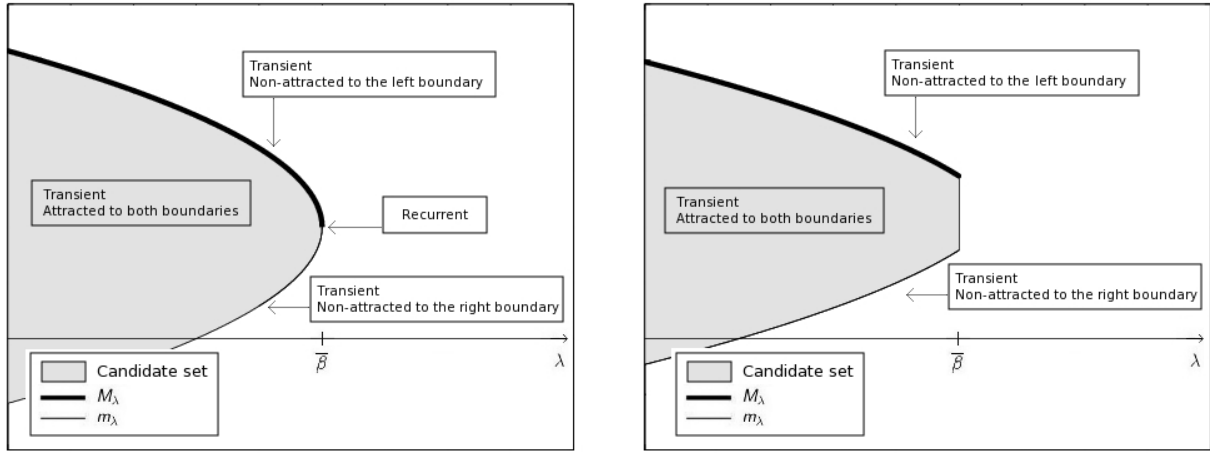 Transient
Non-attracted to the left boundary
Transient
Attracted to both boundaries
Recurrent
Transient
Non-attracted to the right boundary
β̅
λ
Candidate set
M_λ
m_λ
Transient
Non-attracted to the left boundary
Transient
Attracted to both boundaries
Transient
Non-attracted to the right boundary
β̅
λ
Candidate set
M_λ
m_λ